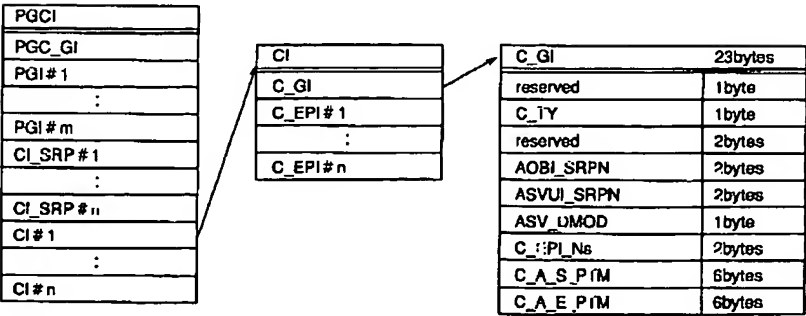 PGCI
PGC_GI
PGI#1
:
PGI#m
CI_SRP#1
:
CI_SRP#n
CI#1
:
CI#n
CI
C_GI
C_EPI#1
:
C_EPI#n
C_GI 23bytes
reserved 1byte
C_TY 1byte
reserved 2bytes
AOBI_SRPN 2bytes
ASVUI_SRPN 2bytes
ASV_DMOD 1byte
C_EPI_Ns 2bytes
C_A_S_PTM 6bytes
C_A_E_PTM 6bytes